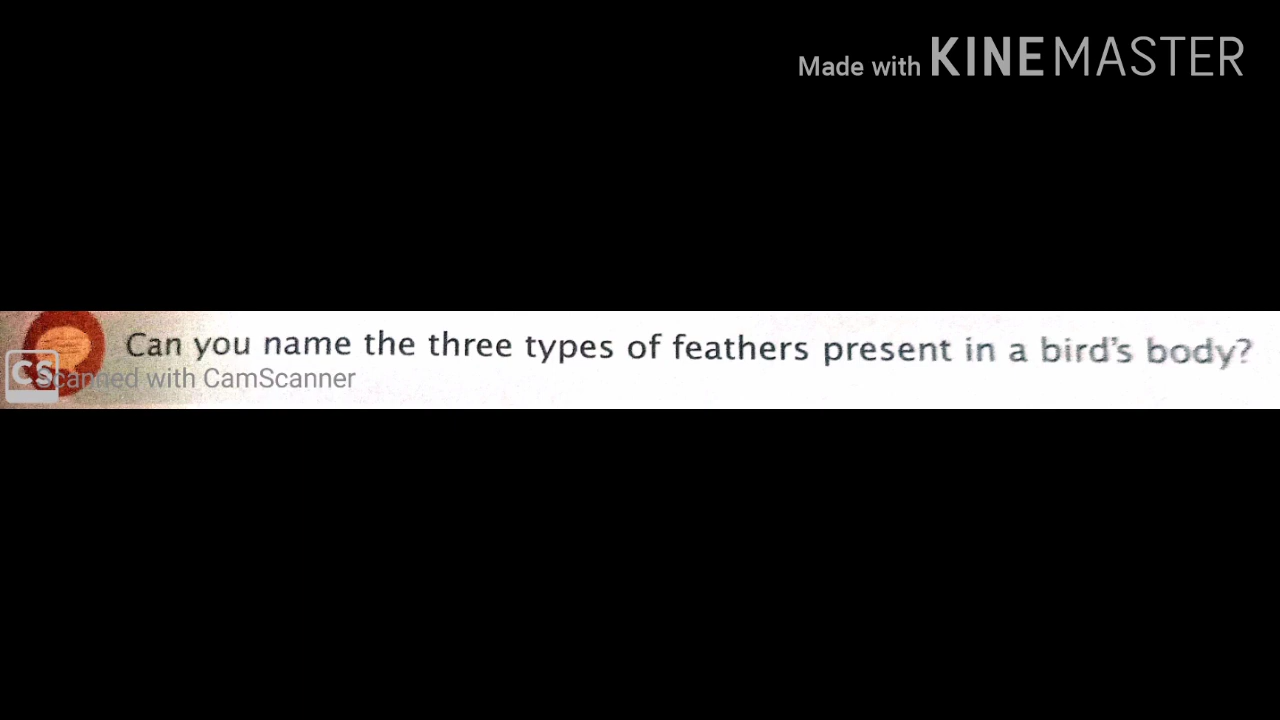 Made with KINEMASTER
Can you name the three types of feathers present in a bird's body?
CS Scanned with CamScanner